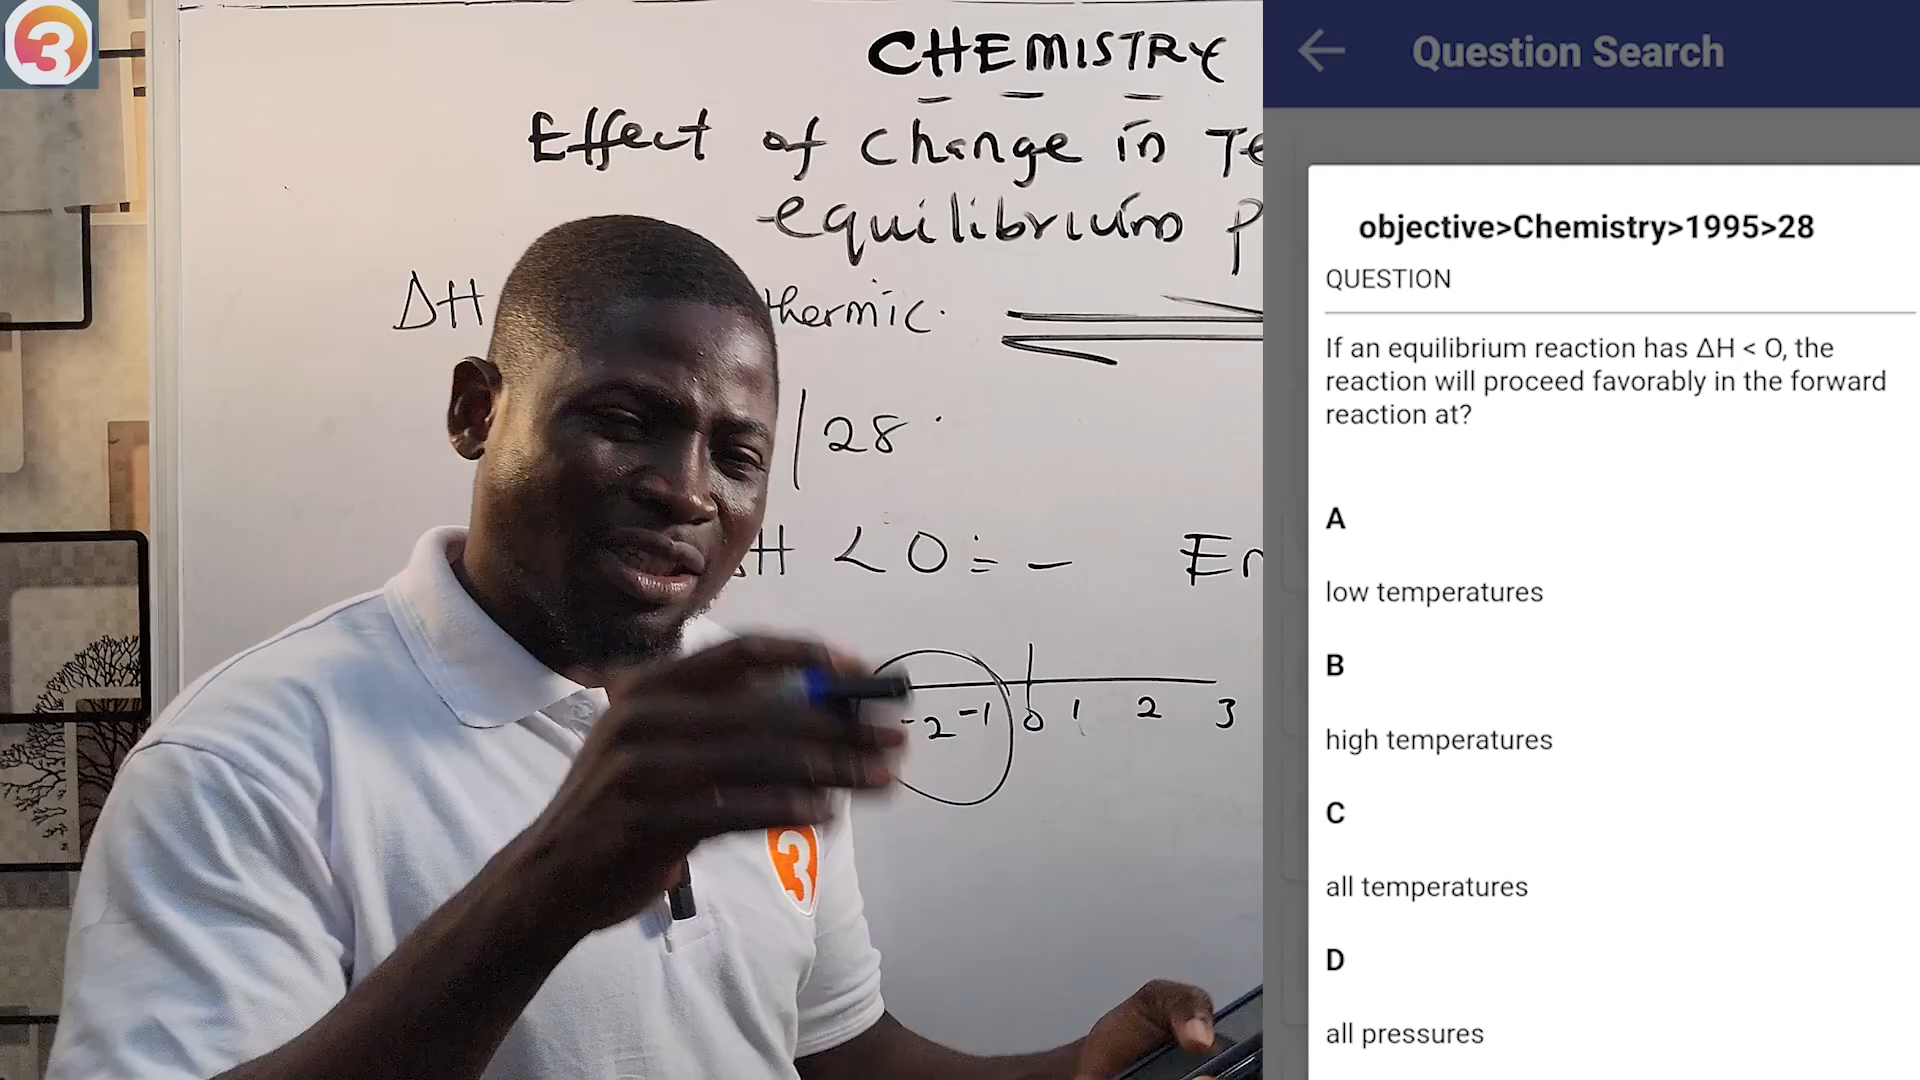 3
CHEMISTRY
Effect of change in
equilibrium
ΔH thermic.
/28
H < 0 = -
-2 -1 0 1 2 3
3
Question Search
objective>Chemistry>1995>28
QUESTION
If an equilibrium reaction has ΔH < O, the
reaction will proceed favorably in the forward
reaction at?
A
low temperatures
B
high temperatures
C
all temperatures
D
all pressures